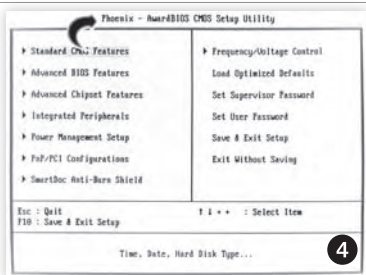 Phoenix - AwardBIOS CMOS Setup Utility
Standard CMOS Features
Advanced BIOS Features
Advanced Chipset Features
Integrated Peripherals
Power Management Setup
PnP/PCI Configurations
SmartDoc Anti-Burn Shield
Frequency/Voltage Control
Load Optimized Defaults
Set Supervisor Password
Set User Password
Save & Exit Setup
Exit Without Saving
Esc : Quit
F10 : Save & Exit Setup
: Select Item
Time, Date, Hard Disk Type...
4